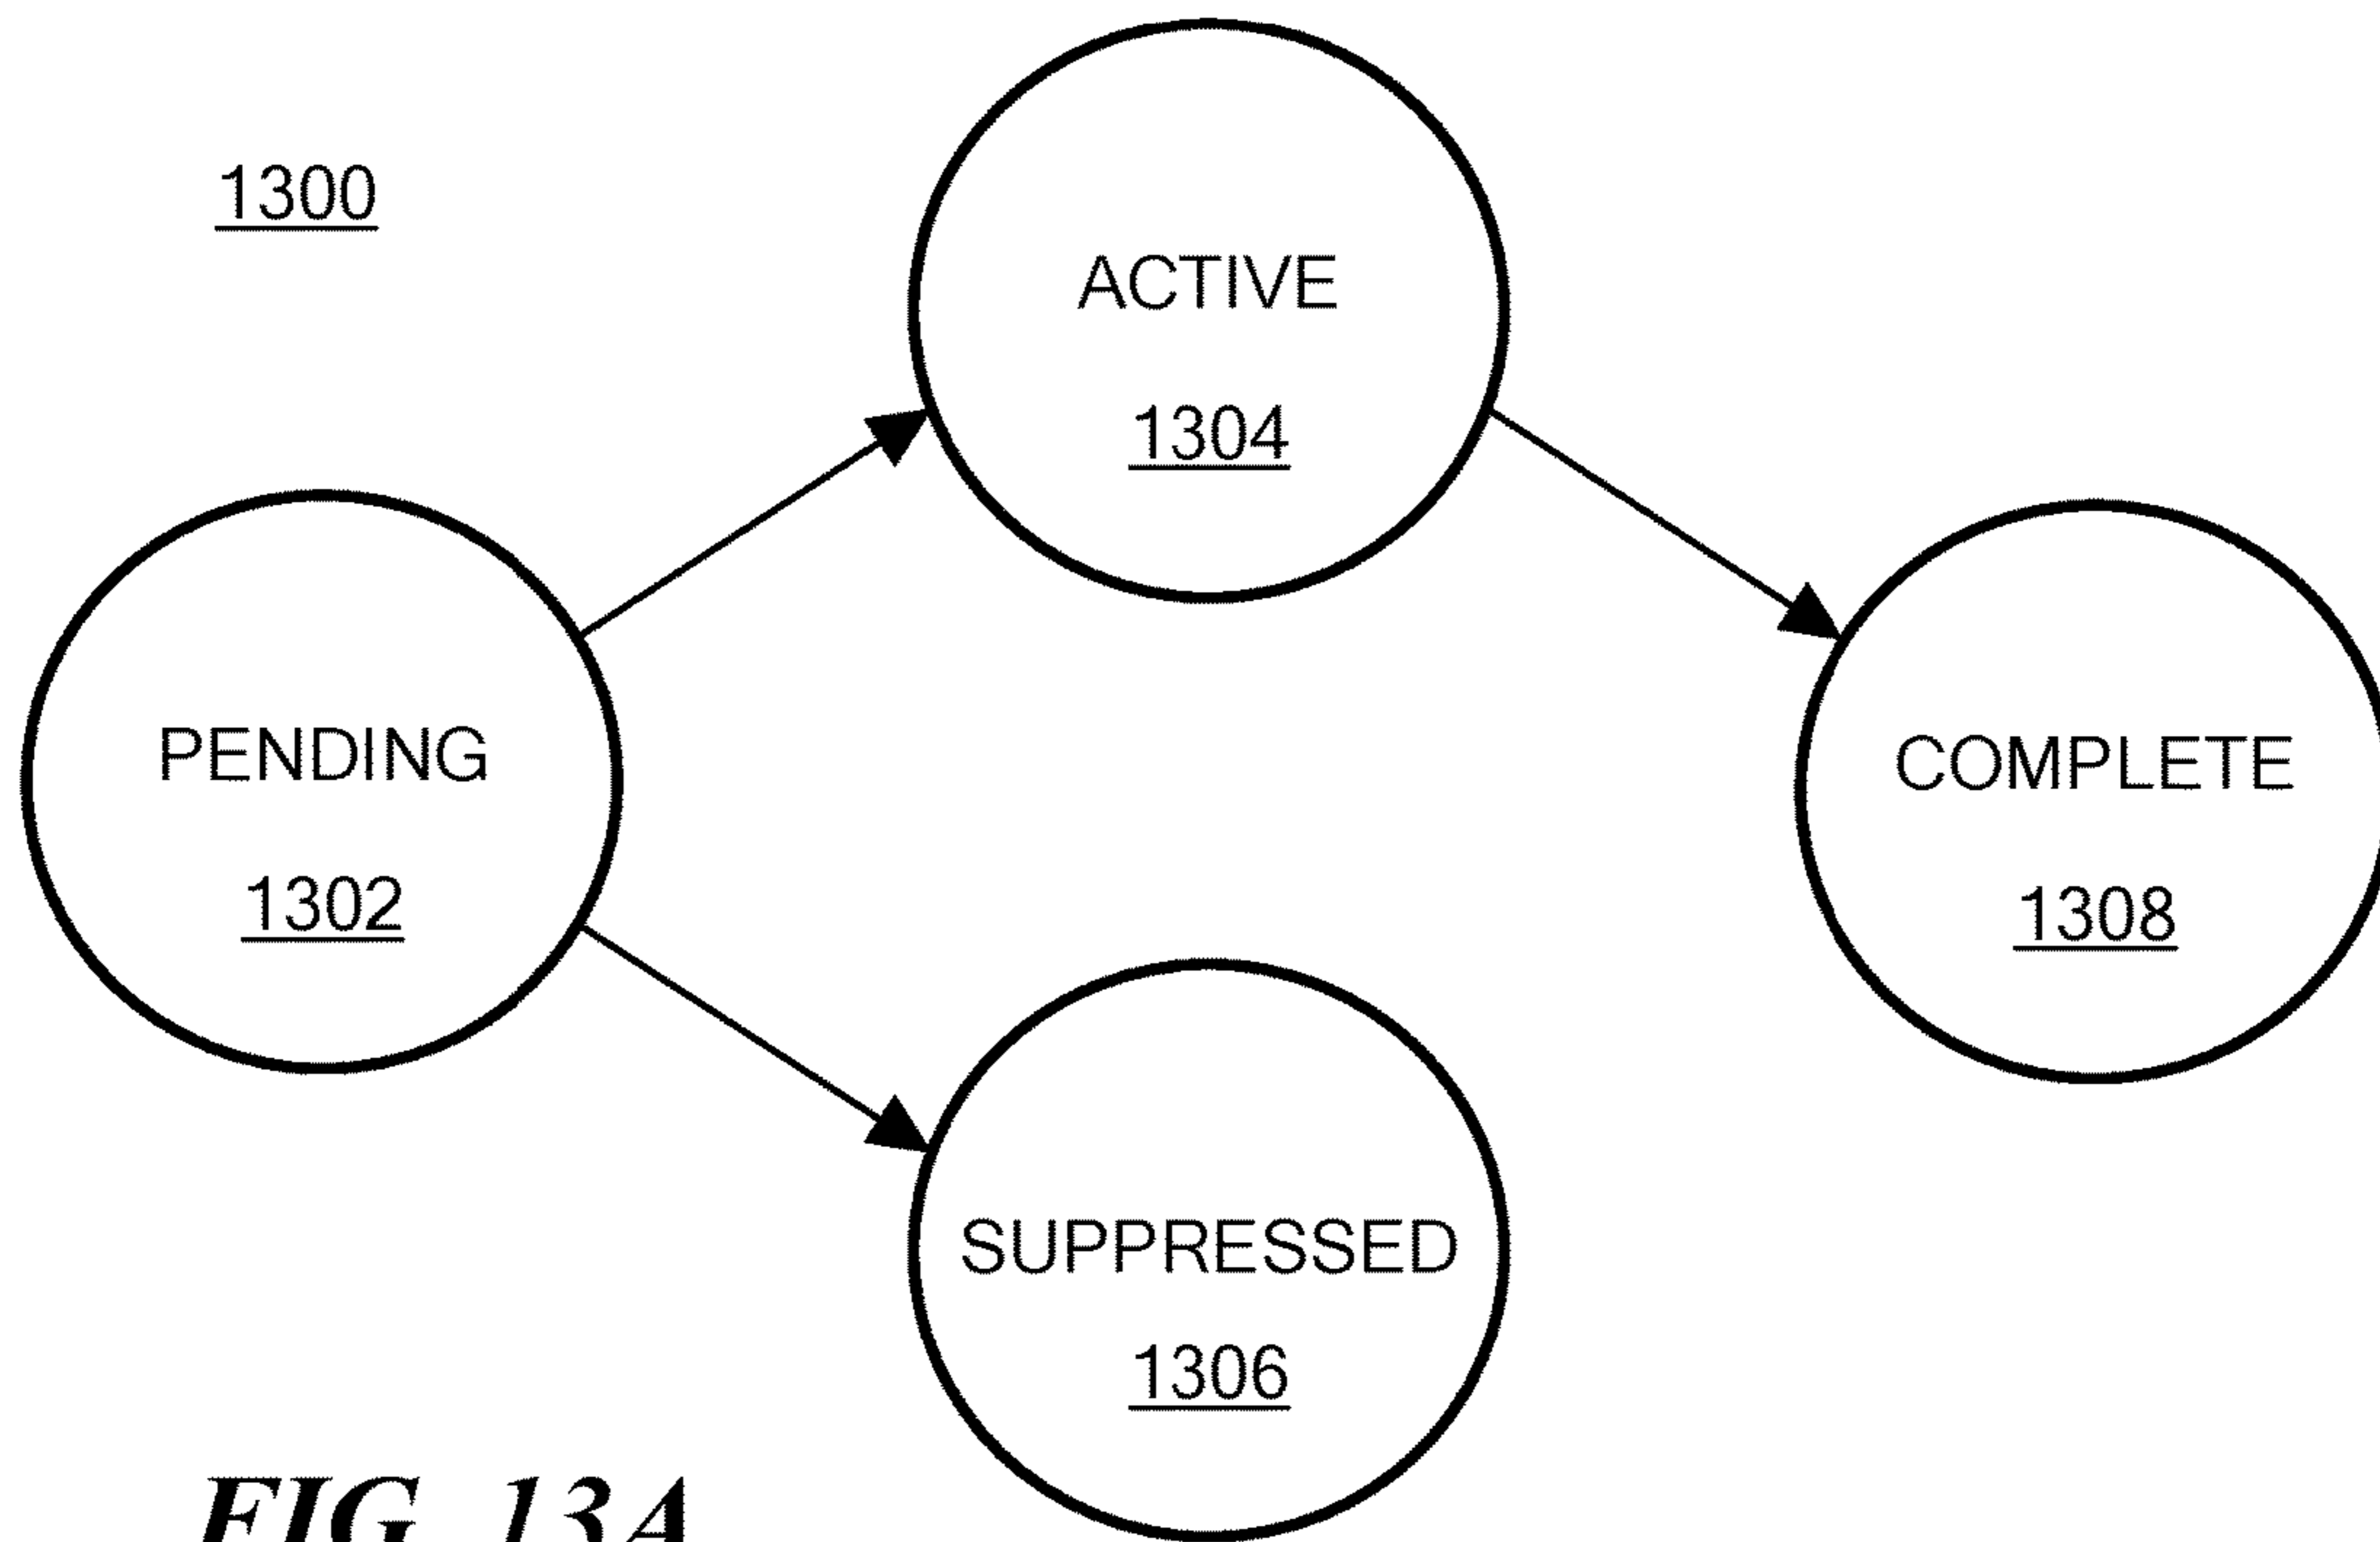 1300
ACTIVE
1304
PENDING
1302
COMPLETE
1308
SUPPRESSED
1306
FIG. 13A